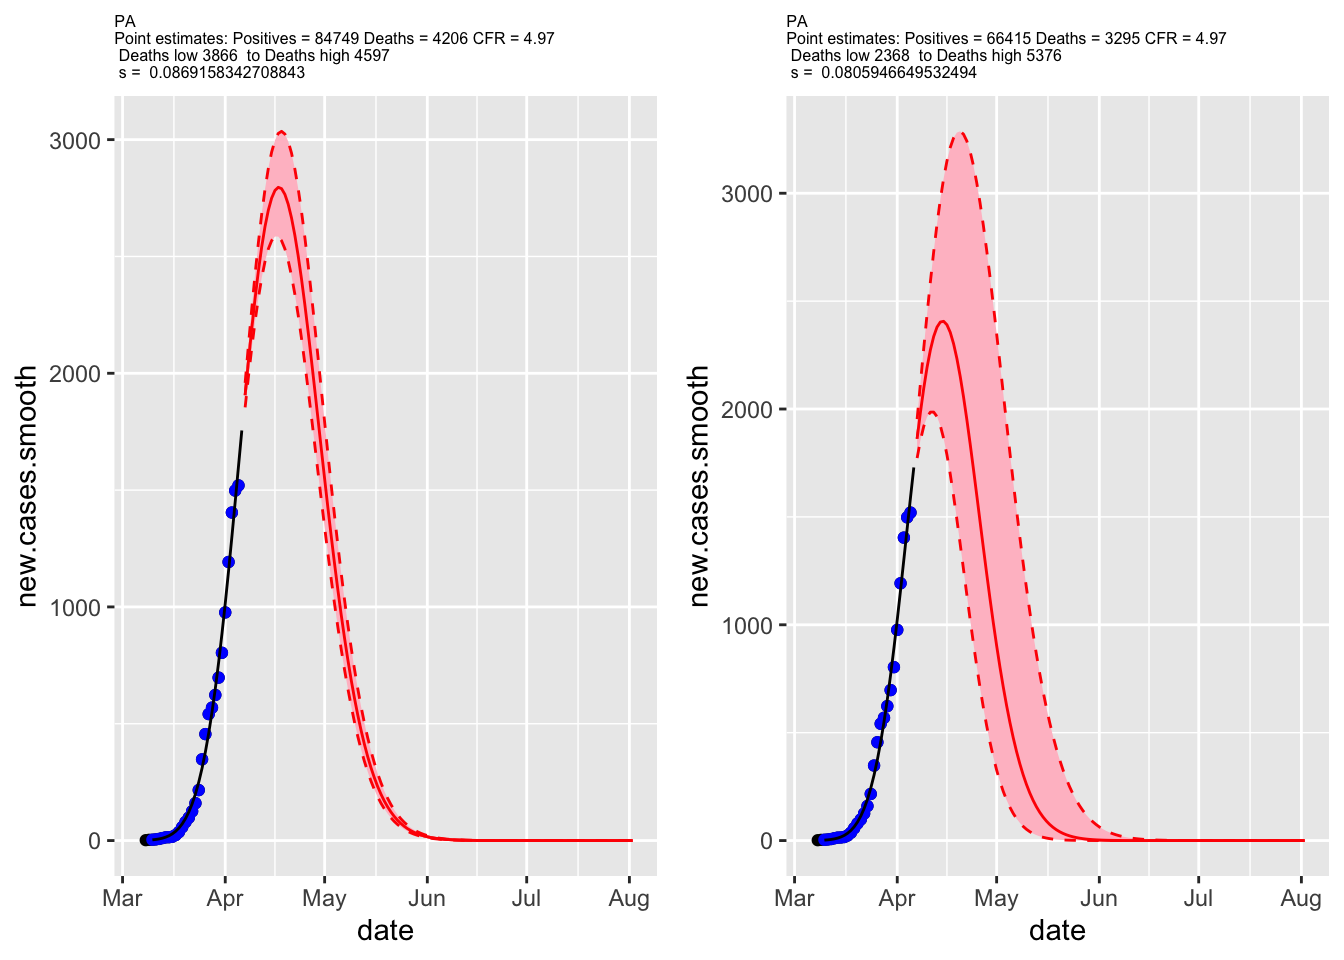 PA
Point estimates: Positives = 84749 Deaths = 4206 CFR = 4.97
Deaths low 3866  to Deaths high 4597
s =  0.0869158342708843
3000
2000
1000
0
new.cases.smooth
Mar Apr May Jun Jul Aug
date
PA
Point estimates: Positives = 66415 Deaths = 3295 CFR = 4.97
Deaths low 2368  to Deaths high 5376
s =  0.0805946649532494
3000
2000
1000
0
new.cases.smooth
Mar Apr May Jun Jul Aug
date